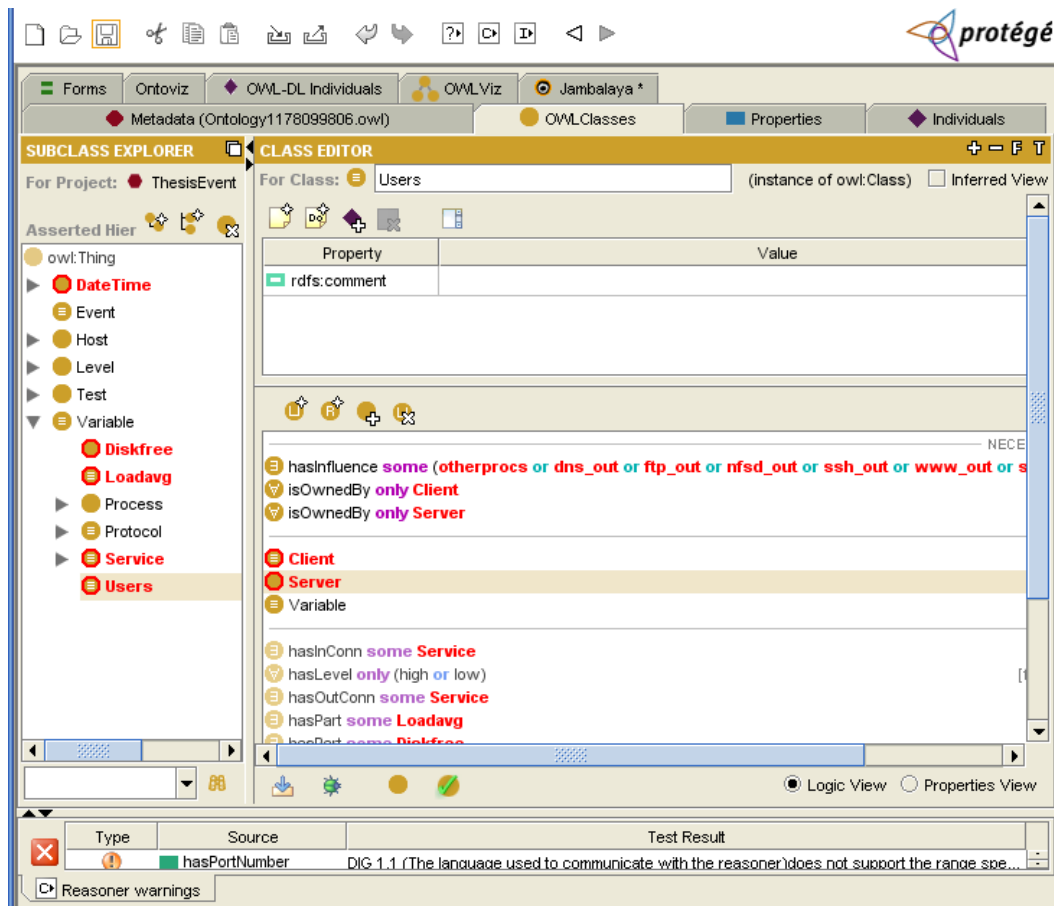 protégé
Forms Ontoviz OWL-DL Individuals OWLViz Jambalaya *
Metadata (Ontology1178099806.owl) OWLClasses Properties Individuals
SUBCLASS EXPLORER
For Project: ThesisEvent
Asserted Hier
owl:Thing
DateTime
Event
Host
Level
Test
Variable
Diskfree
Loadavg
Process
Protocol
Service
Users
CLASS EDITOR F T
For Class: Users (instance of owl:Class) Inferred View
Property Value
rdfs:comment
NECE
hasInfluence some (otherprocs or dns_out or ftp_out or nfsd_out or ssh_out or www_out or s
isOwnedBy only Client
isOwnedBy only Server
Client
Server
Variable
hasInConn some Service
hasLevel only (high or low) [f
hasOutConn some Service
hasPart some Loadavg
hasPart some Diskfree
Logic View Properties View
Type Source Test Result
hasPortNumber DIG 1.1 (The language used to communicate with the reasoner)does not support the range spe...
Reasoner warnings